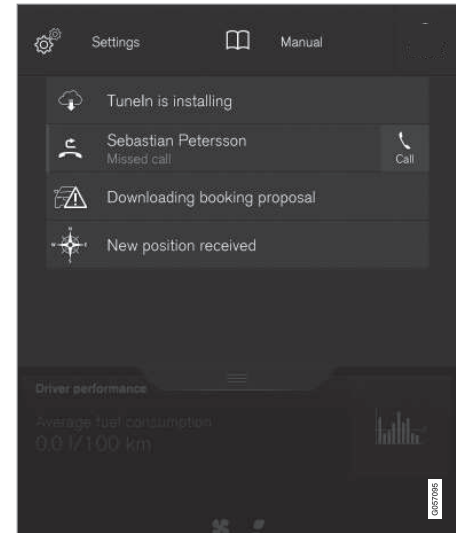 Settings
Manual
TuneIn is installing
Sebastian Petersson
Missed call
Call
Downloading booking proposal
New position received
Driver performance
Average fuel consumption
0.0 l/100 km
G057095